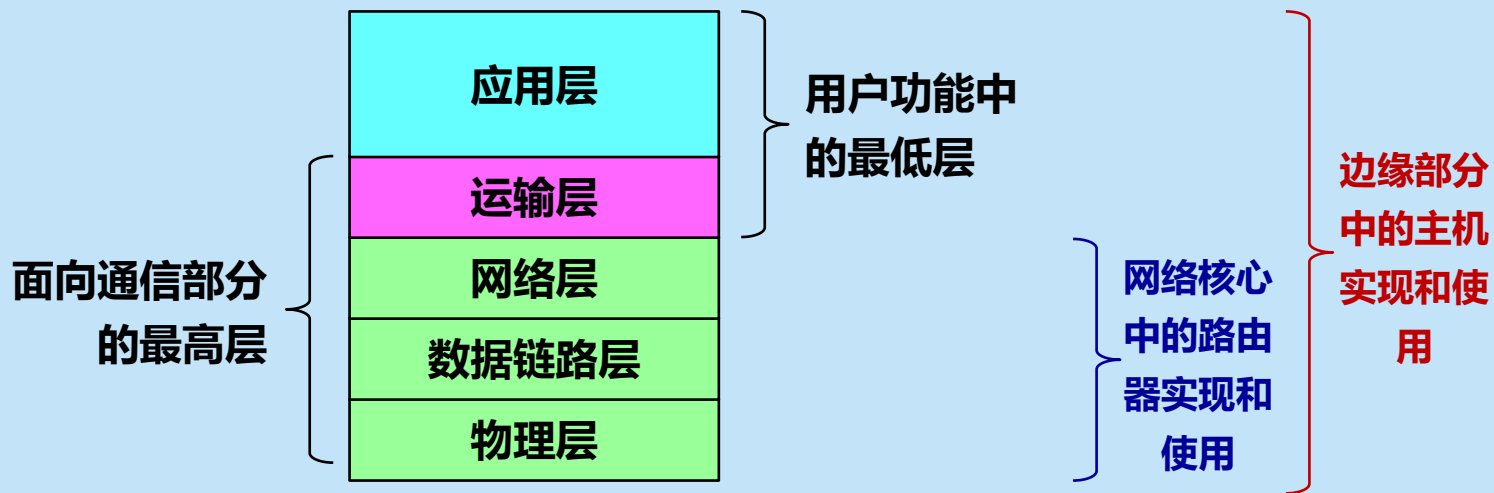 应用层
运输层
网络层
数据链路层
物理层
面向通信部分
的最高层
用户功能中
的最低层
网络核心
中的路由
器实现和
使用
边缘部分
中的主机
实现和使
用